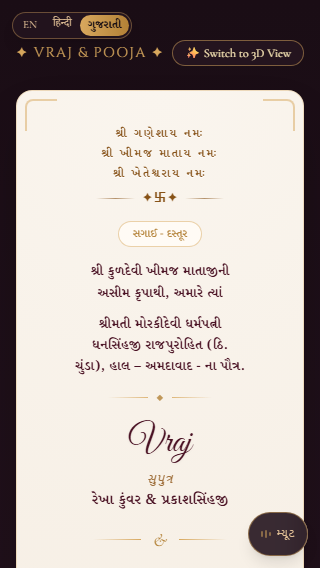 EN हिन्दी ગુજરાતી
✦ VRAJ & POOJA ✦
✨ Switch to 3D View
શ્રી ગણેશાય નમઃ
શ્રી ખીમજ માતાય નમઃ
શ્રી ખેતેશ્વરાય નમઃ
✦卐✦
સગાઈ - દસ્તૂર
શ્રી કુળદેવી ખીમજ માતાજીની
અસીમ કૃપાથી, અમારે ત્યાં
શ્રીમતી મોરકીદેવી ધર્મપત્ની
ધનસિંહજી રાજપુરોહિત (ઠિ.
ચુંડા), હાલ – અમદાવાદ - ના પૌત્ર.
Vraj
સુપુત્ર
રેખા કુંવર & પ્રકાશસિંહજી
&
મ્યૂટ